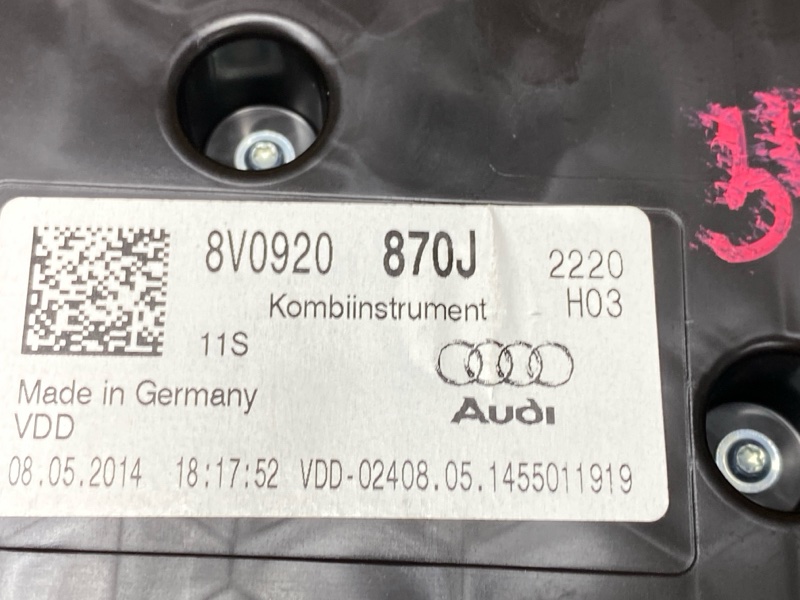 8V0920 870J 2220
Kombiinstrument H03
11S
Audi
Made in Germany
VDD
08.05.2014 18:17:52 VDD-02408.05.1455011919